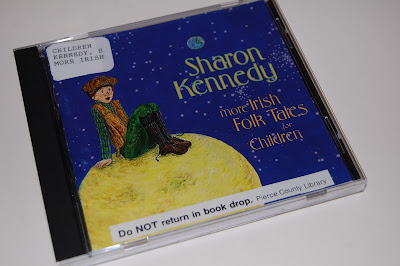 CHILDREN
KENNEDY, S
MORE IRISH
Sharon
Kennedy
more Irish
Folk Tales
for
Children
Do NOT return in book drop. Pierce County Library